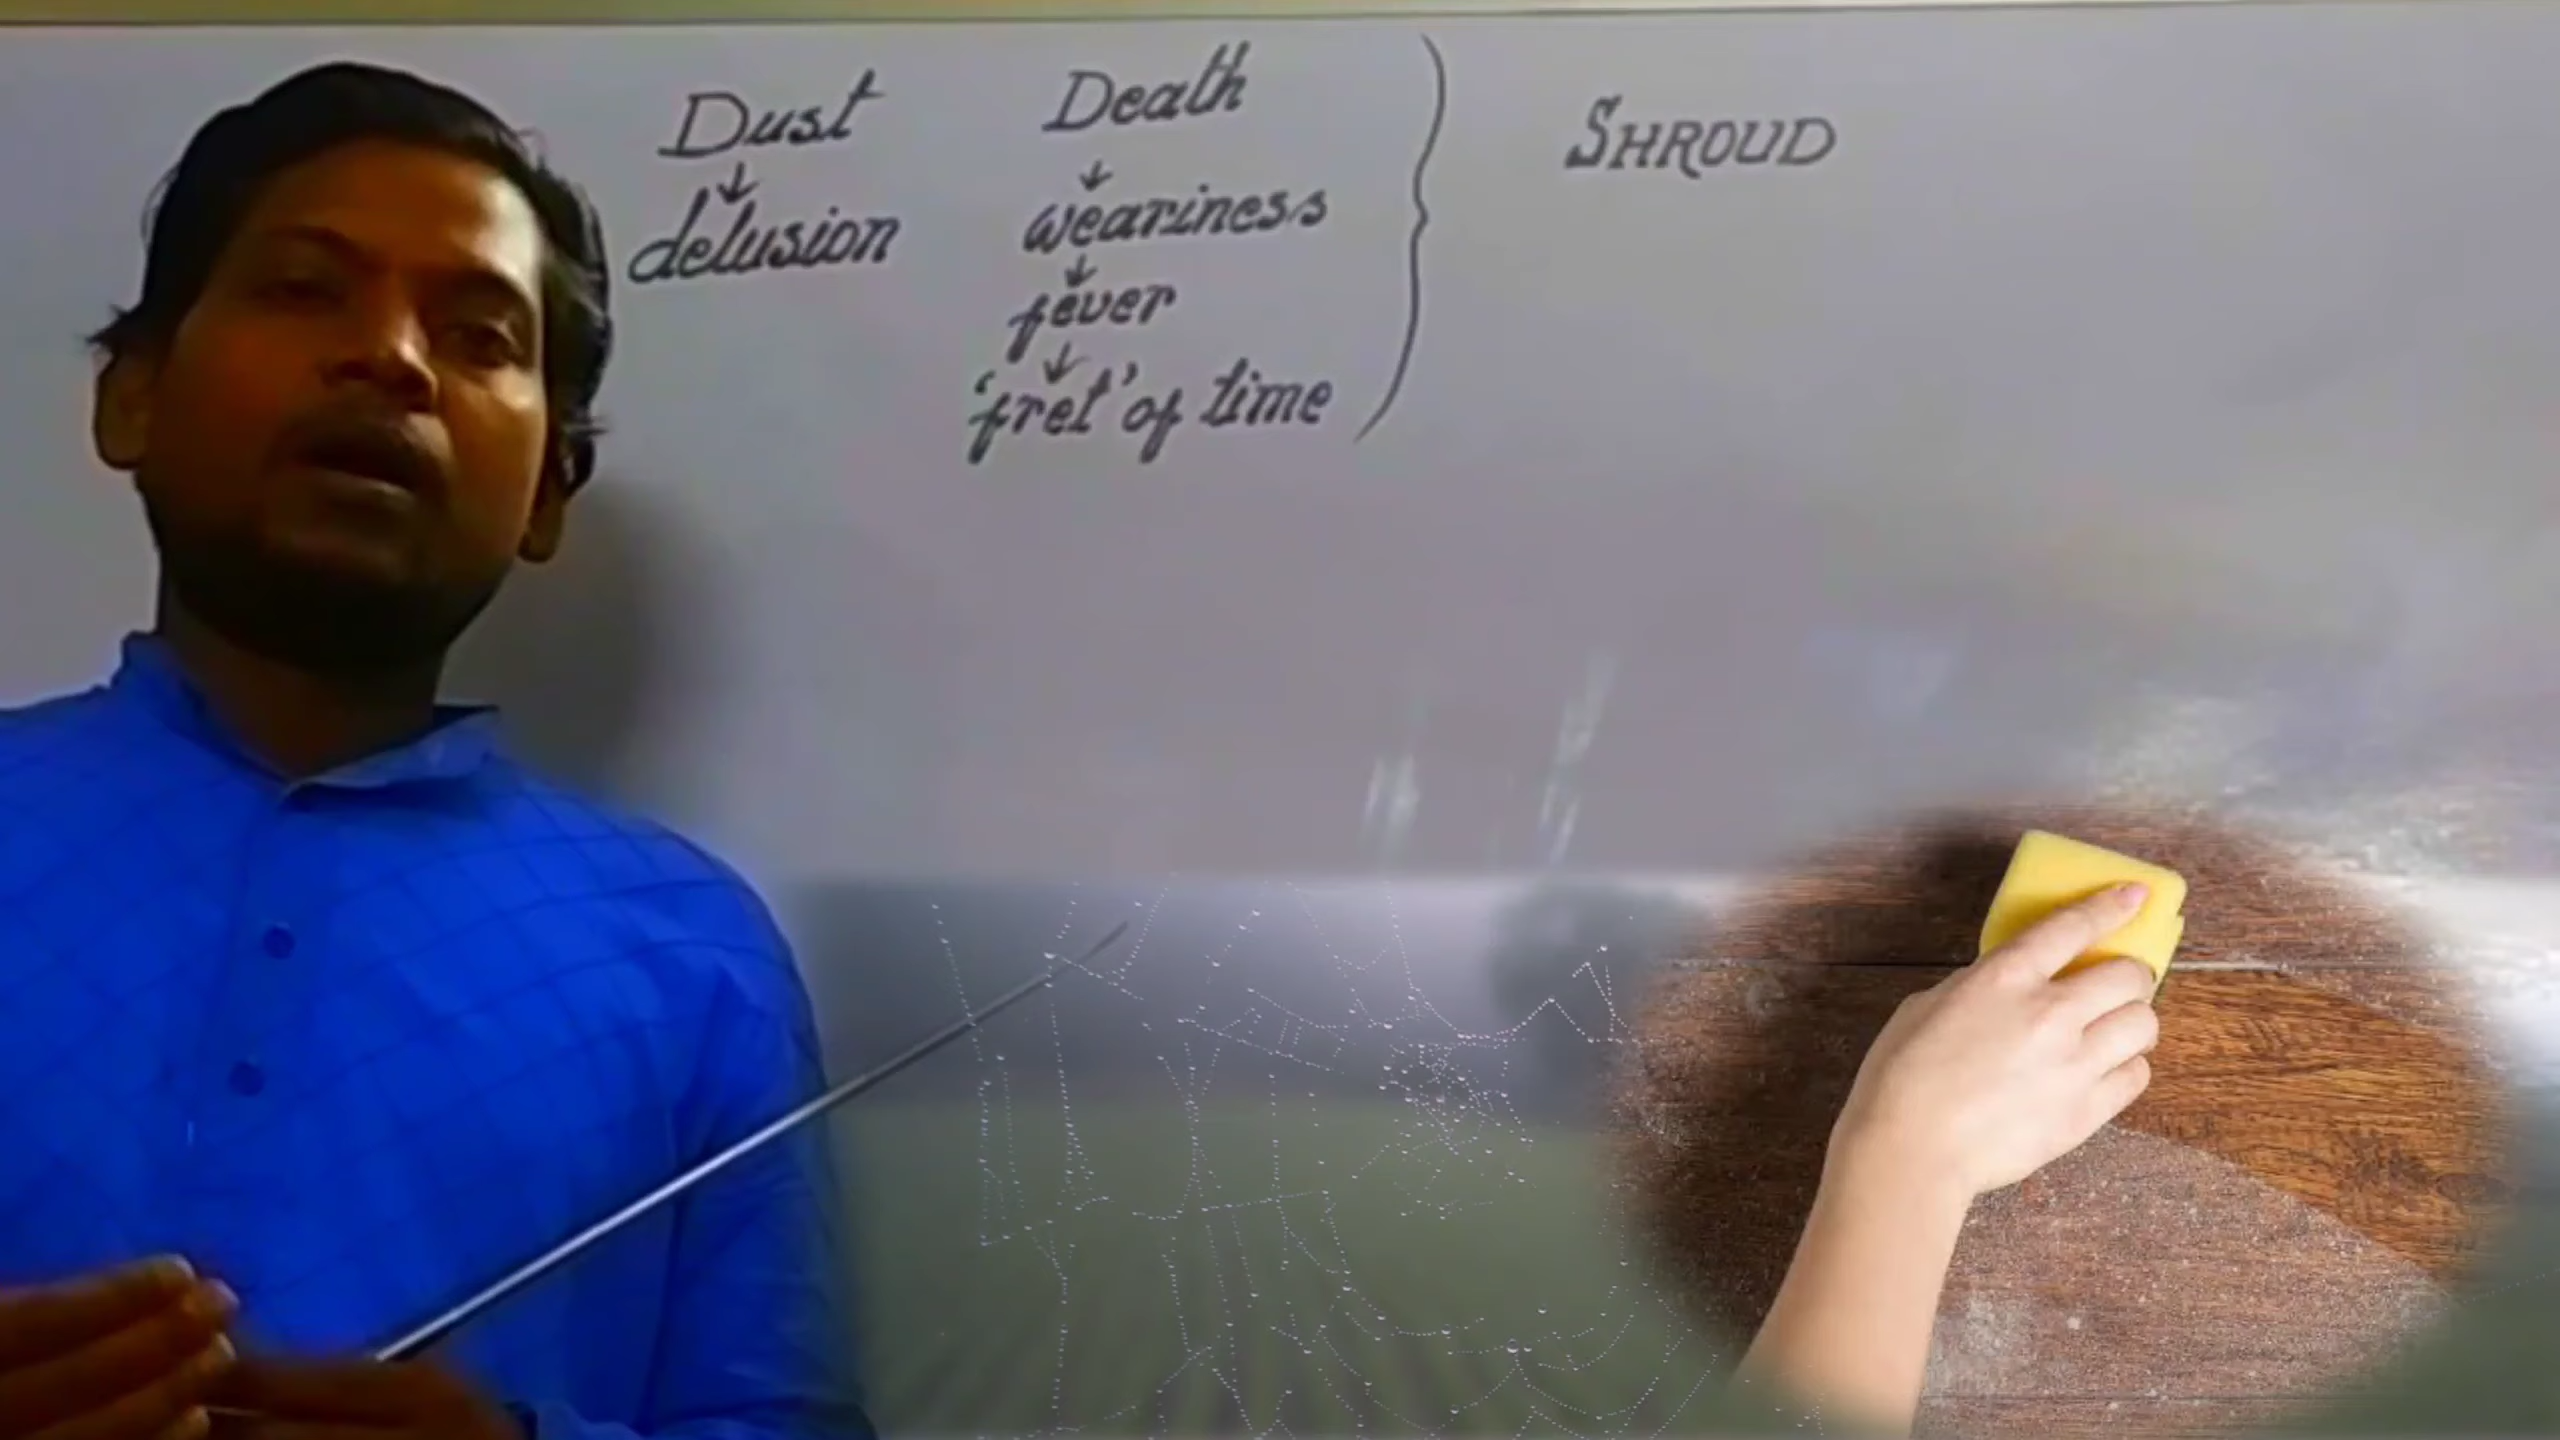 Dust Death SHROUD
↓ ↓
delusion weariness
↓
fever
↓
'fret' of time